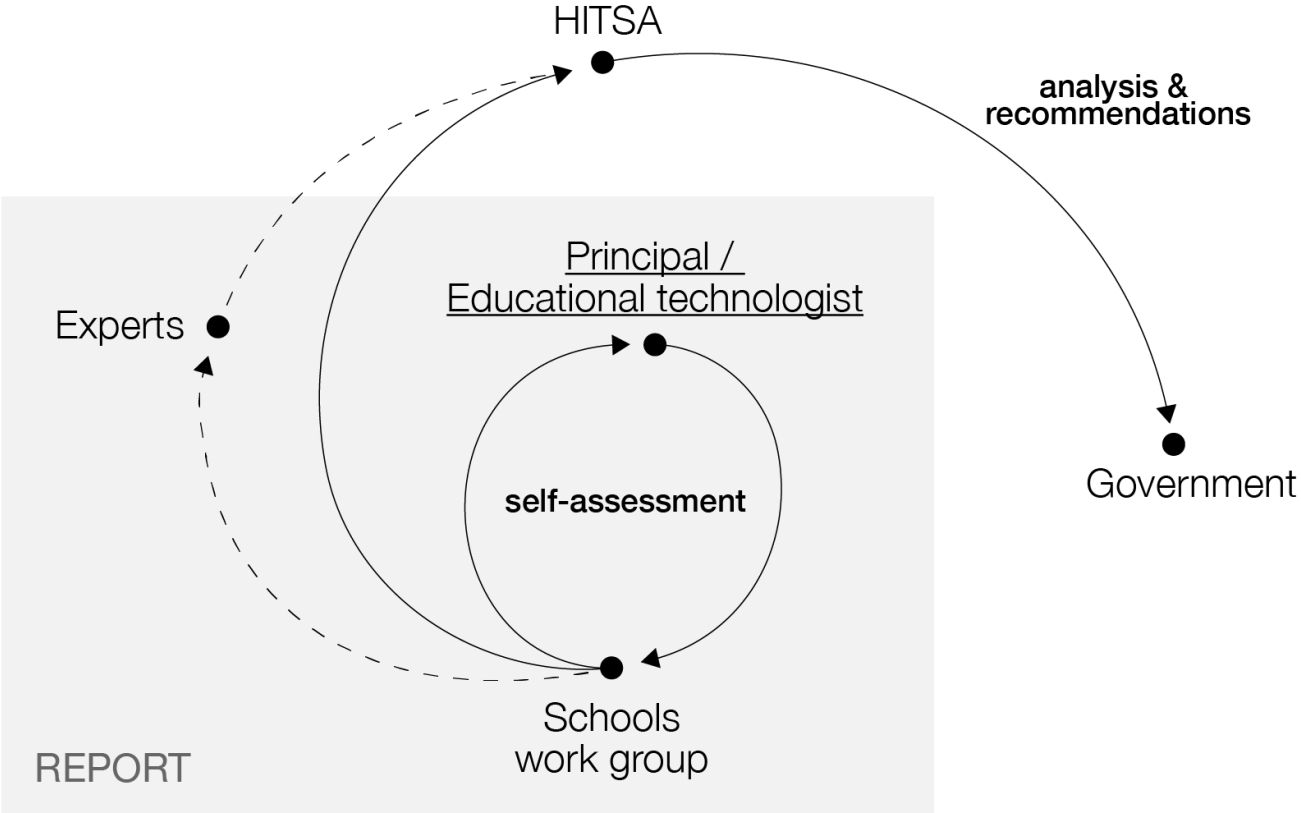 HITSA
analysis &
recommendations
Principal /
Educational technologist
Experts
self-assessment
Government
Schools
work group
REPORT